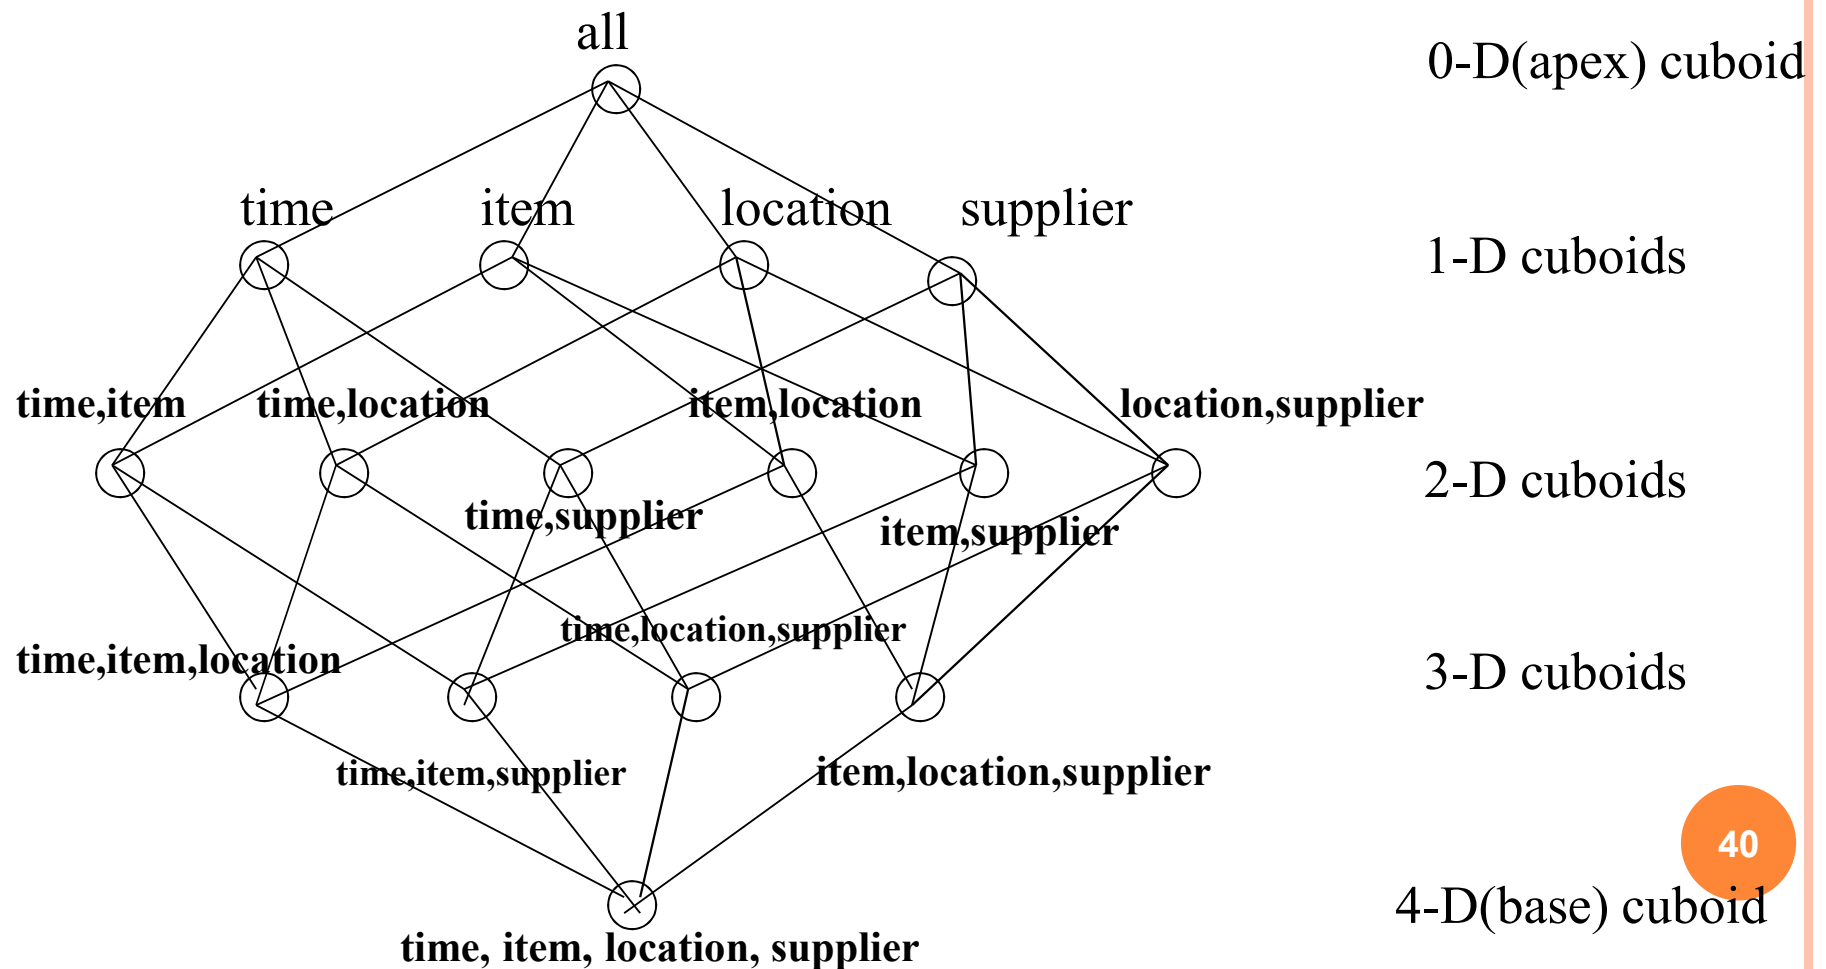 all
0-D(apex) cuboid
time
item
location
supplier
1-D cuboids
time,item
time,location
item,location
location,supplier
2-D cuboids
time,supplier
item,supplier
time,location,supplier
time,item,location
3-D cuboids
time,item,supplier
item,location,supplier
40
4-D(base) cuboid
time, item, location, supplier